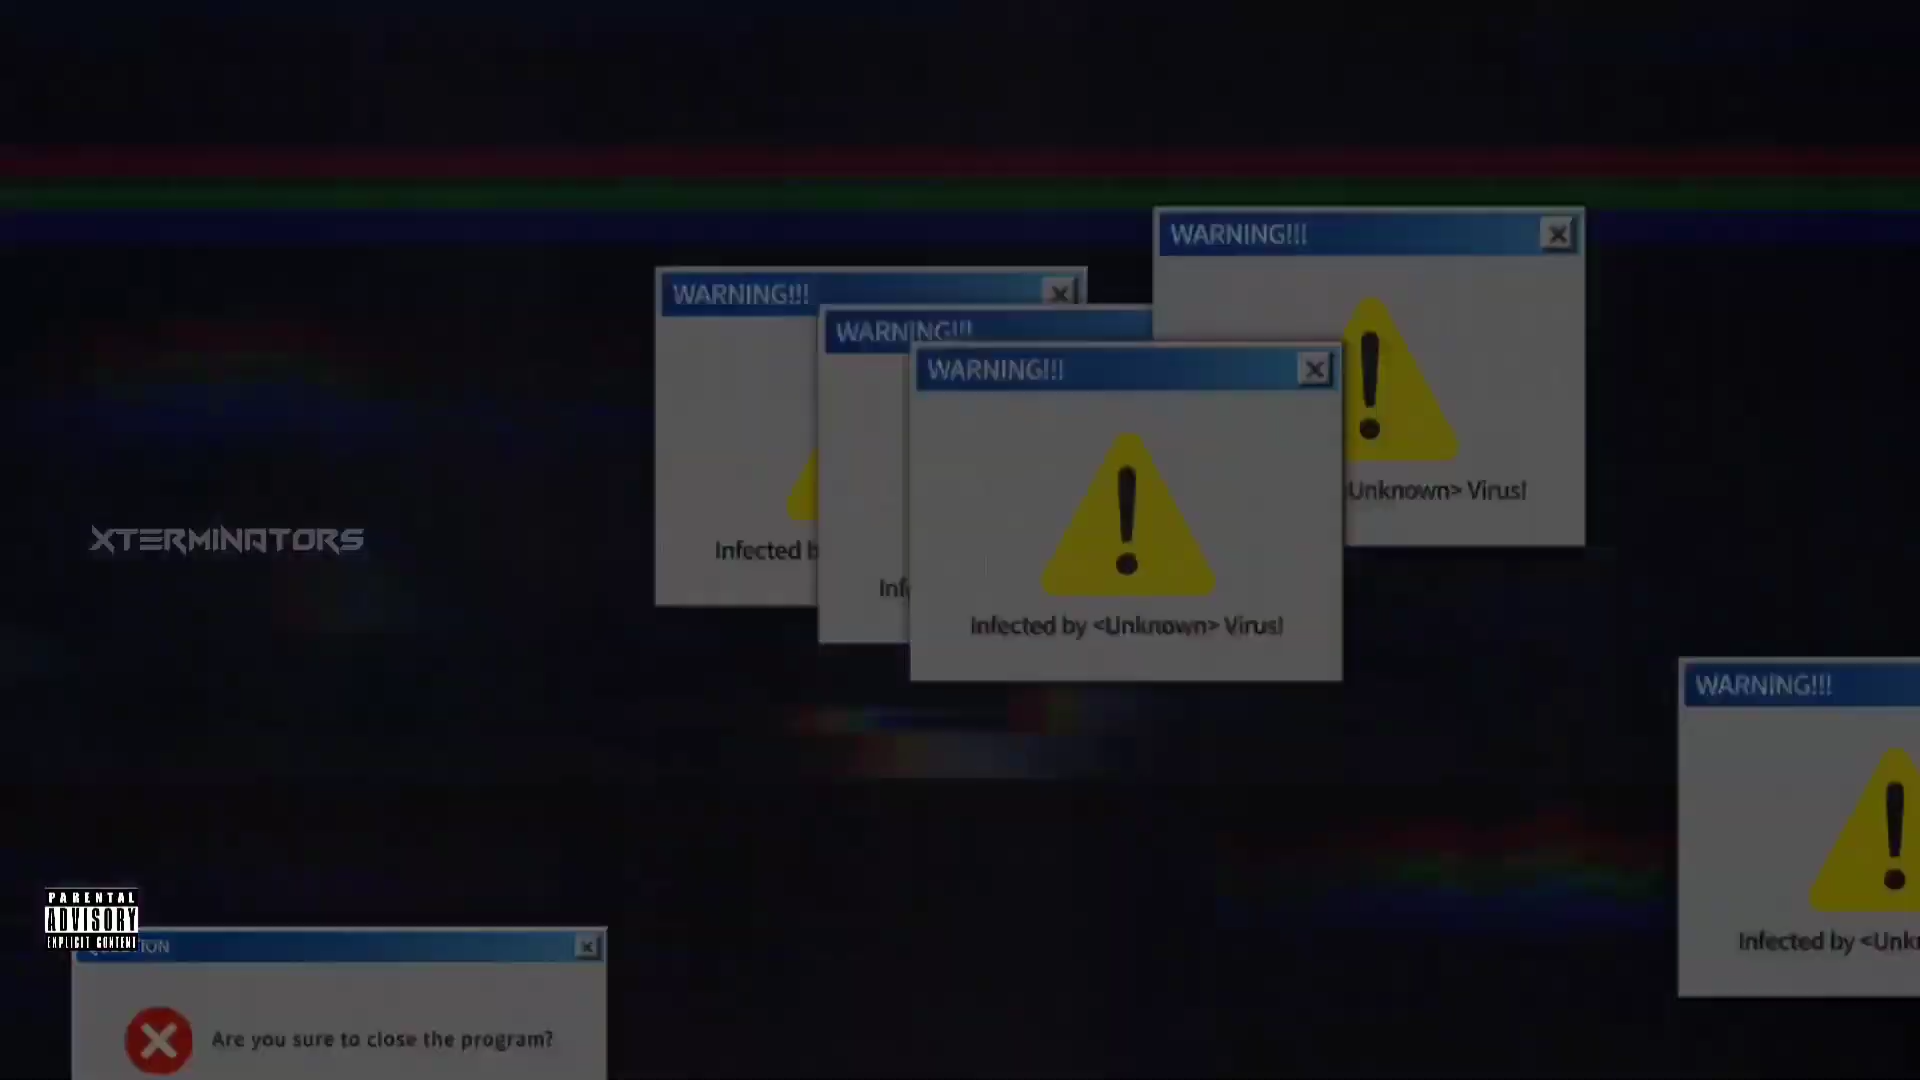 WARNING!!!
WARNING!!!
WARNING!!!
WARNING!!!
Unknown> Virus!
XTERMINATORS
Infected
Infected by <Unknown> Virus!
WARNING!!!
PARENTAL
ADVISORY
EXPLICIT CONTENT
Infected by
Are you sure to close the program?